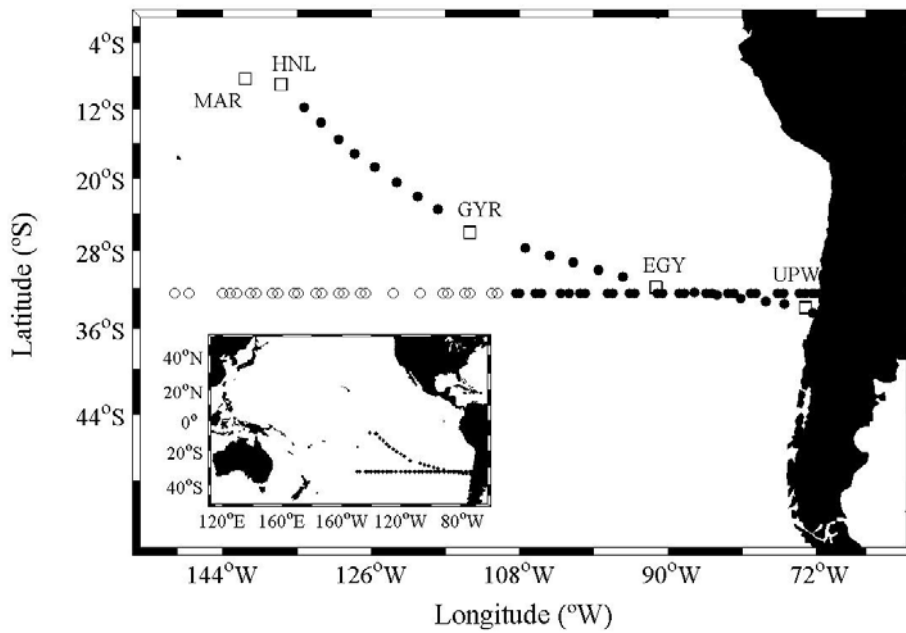 4°S
HNL
MAR
12°S
20°S
GYR
28°S
EGY
UPW
36°S
44°S
Latitude (°S)
40°N
20°N
0°
20°S
40°S
120°E 160°E 160°W 120°W 80°W
144°W 126°W 108°W 90°W 72°W
Longitude (°W)